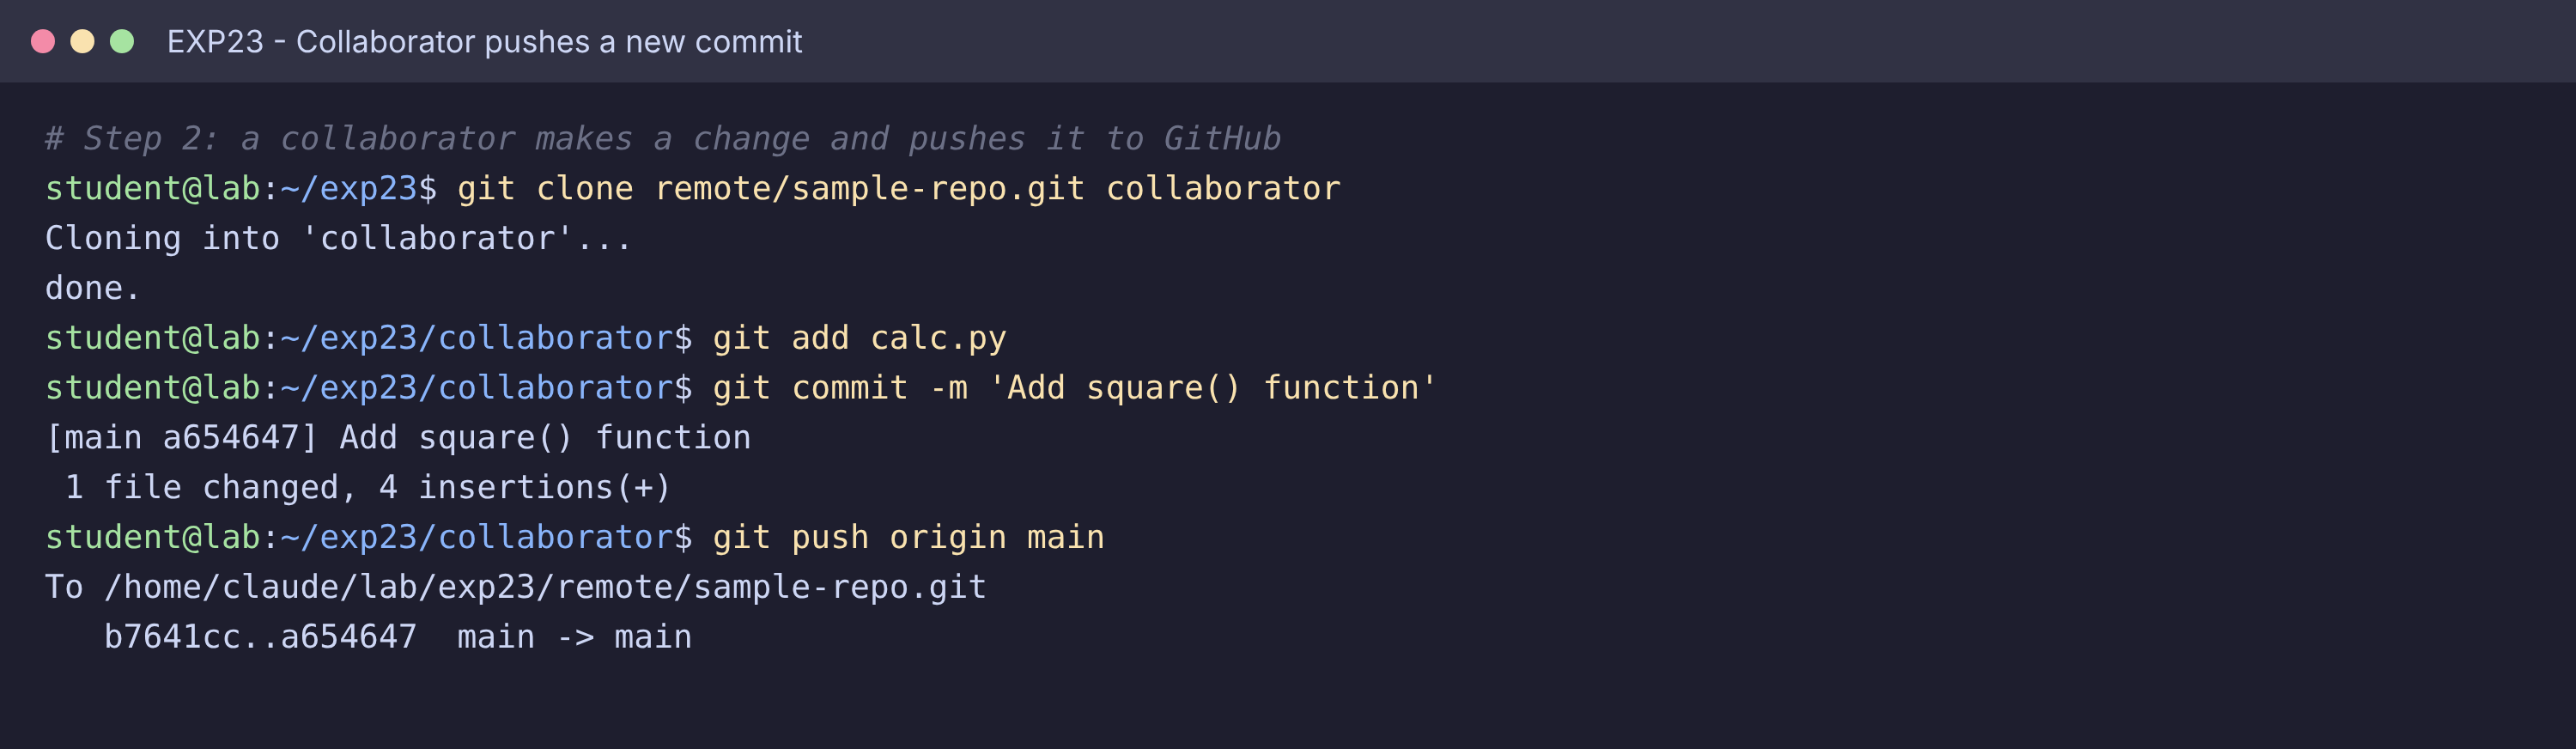 EXP23 - Collaborator pushes a new commit
# Step 2: a collaborator makes a change and pushes it to GitHub
student@lab:~/exp23$ git clone remote/sample-repo.git collaborator
Cloning into 'collaborator'...
done.
student@lab:~/exp23/collaborator$ git add calc.py
student@lab:~/exp23/collaborator$ git commit -m 'Add square() function'
[main a654647] Add square() function
 1 file changed, 4 insertions(+)
student@lab:~/exp23/collaborator$ git push origin main
To /home/claude/lab/exp23/remote/sample-repo.git
   b7641cc..a654647  main -> main